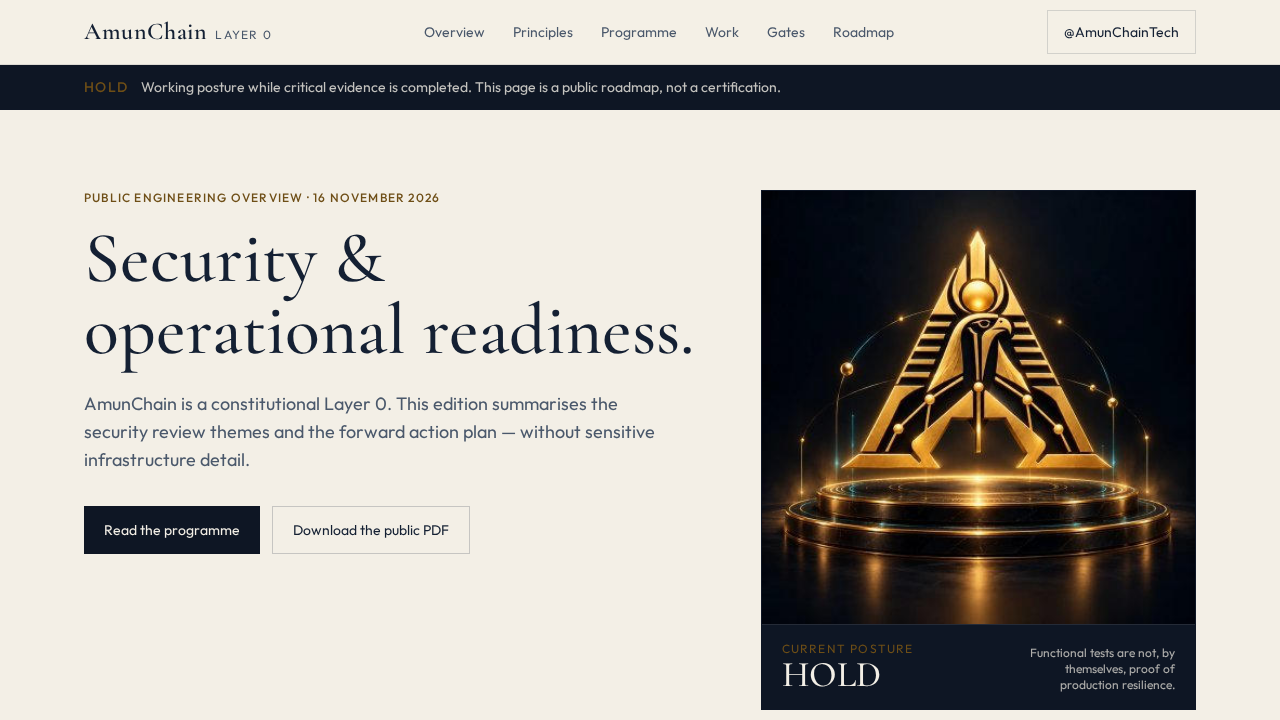 AmunChain LAYER 0
Overview Principles Programme Work Gates Roadmap
@AmunChainTech
HOLD Working posture while critical evidence is completed. This page is a public roadmap, not a certification.
PUBLIC ENGINEERING OVERVIEW · 16 NOVEMBER 2026
Security &
operational readiness.
AmunChain is a constitutional Layer 0. This edition summarises the
security review themes and the forward action plan — without sensitive
infrastructure detail.
Read the programme
Download the public PDF
CURRENT POSTURE
HOLD
Functional tests are not, by
themselves, proof of
production resilience.